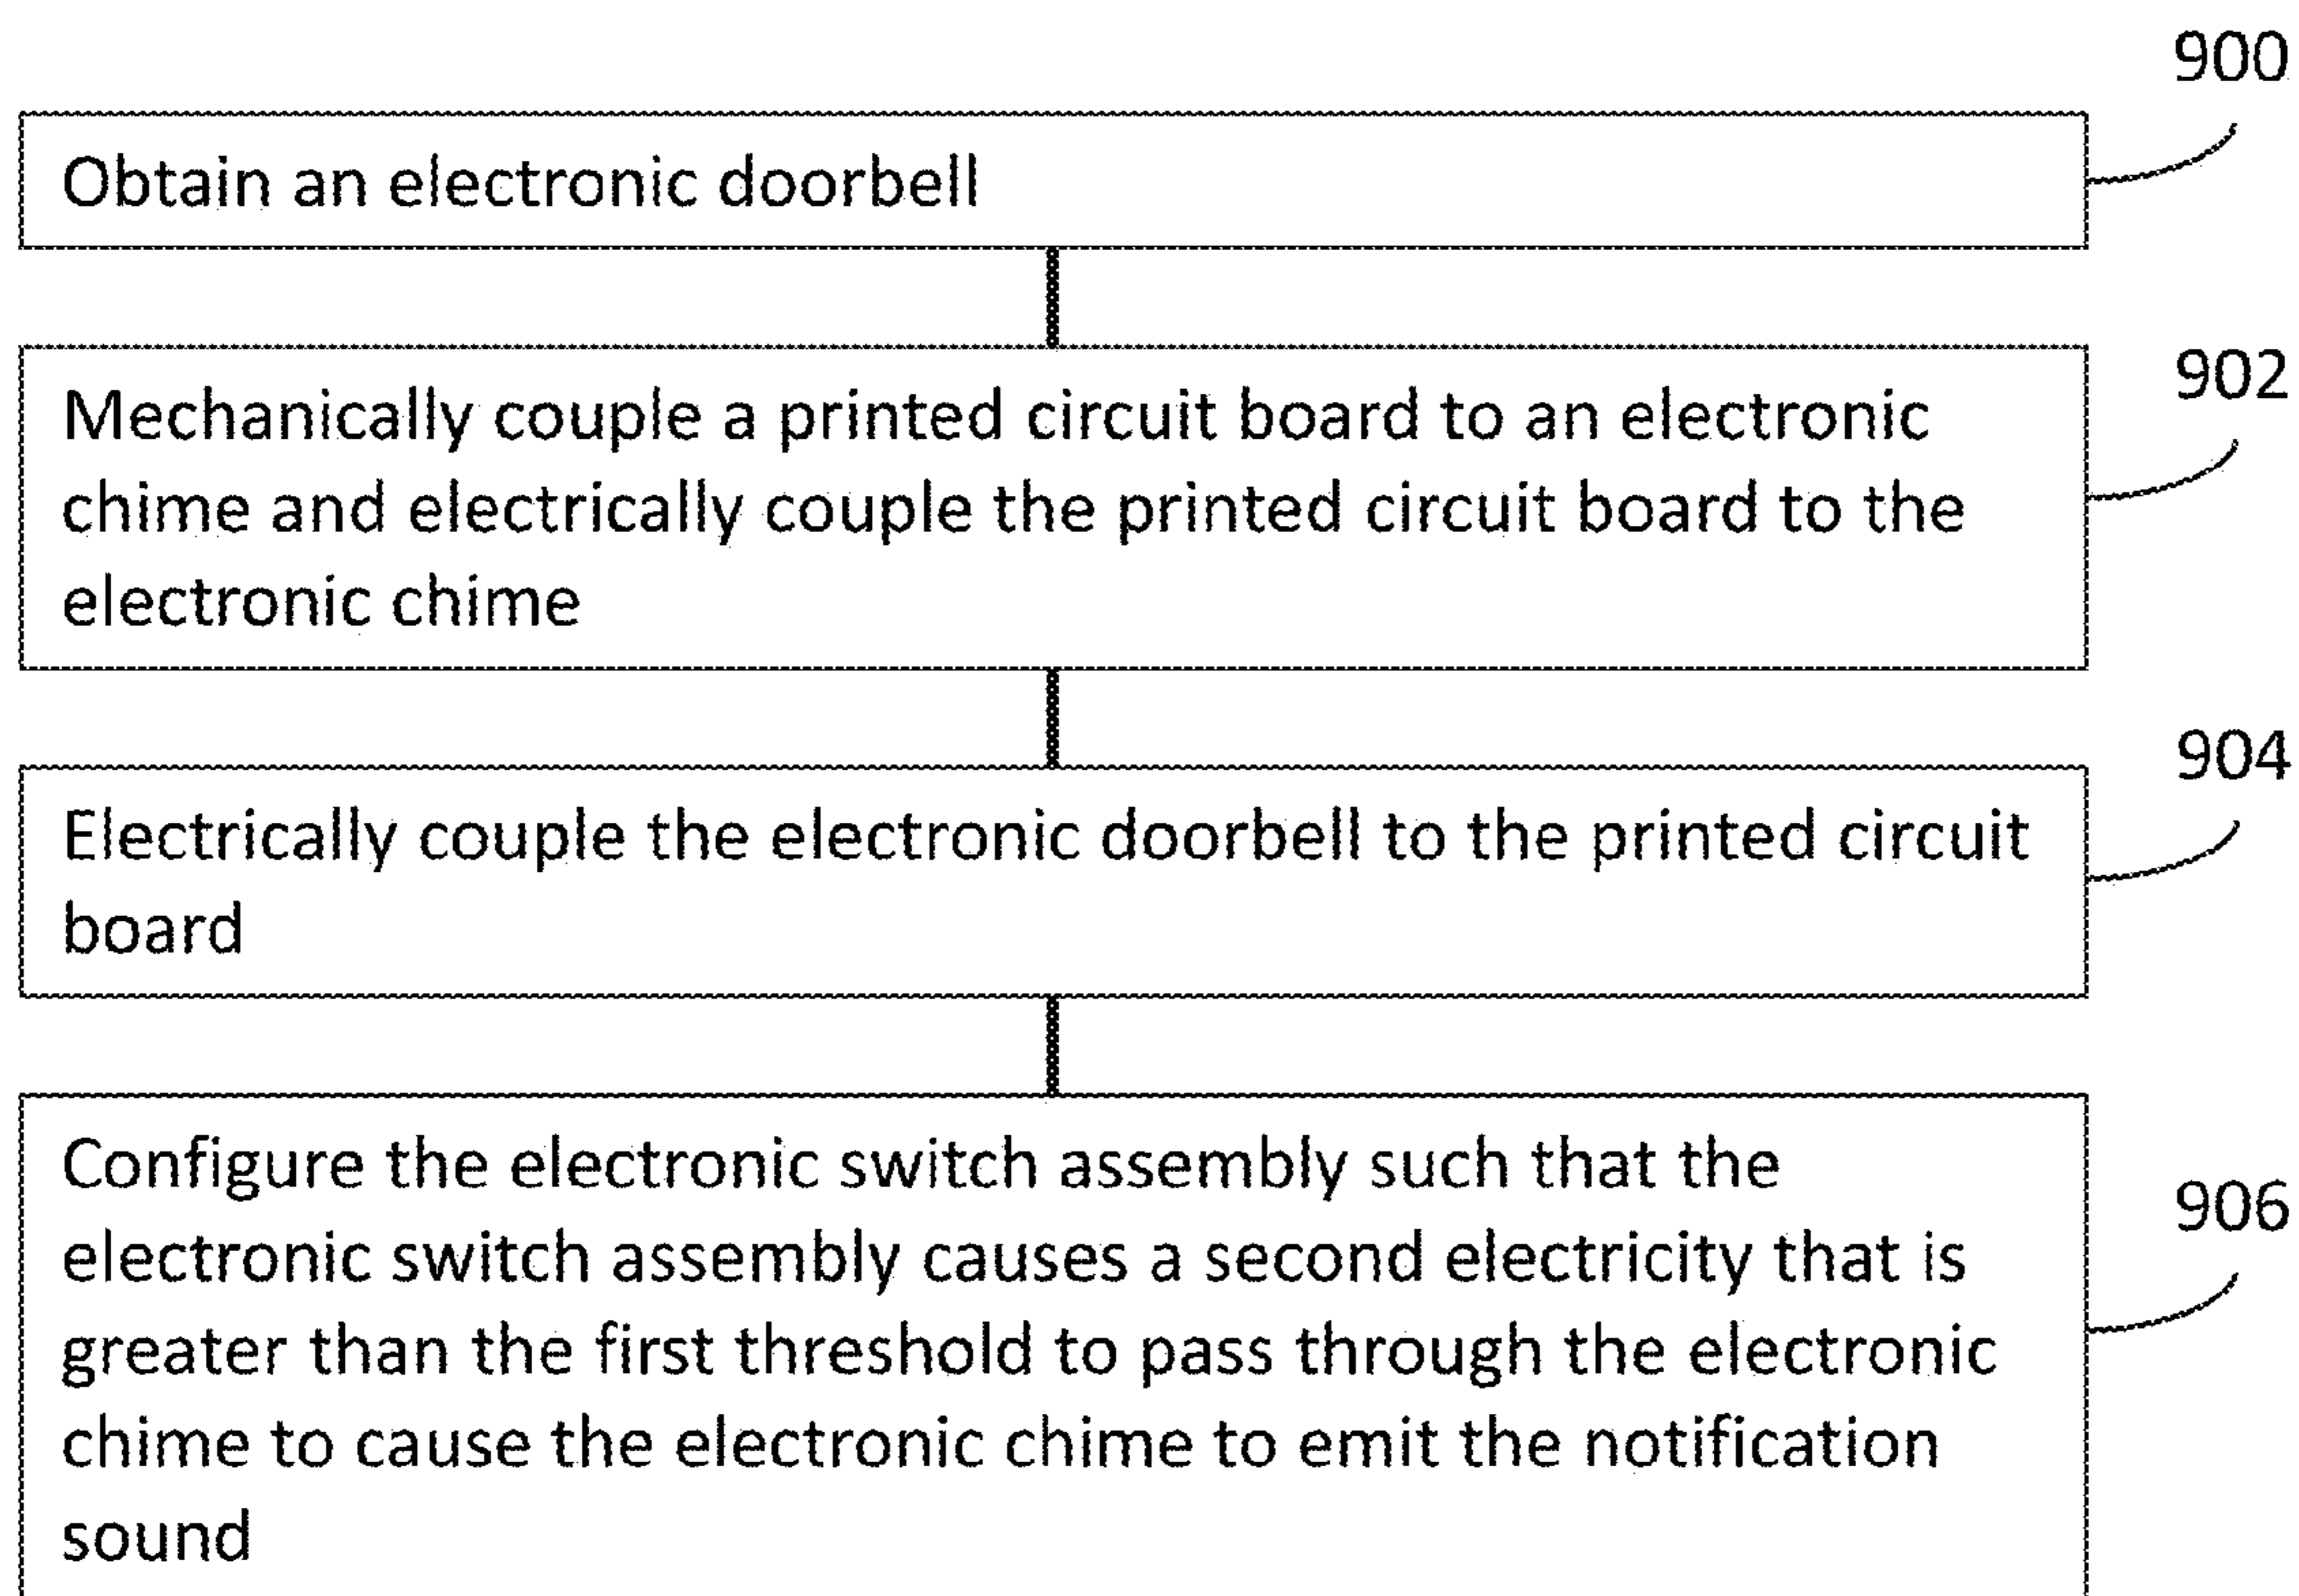 900
Obtain an electronic doorbell
902
Mechanically couple a printed circuit board to an electronic
chime and electrically couple the printed circuit board to the
electronic chime
904
Electrically couple the electronic doorbell to the printed circuit
board
906
Configure the electronic switch assembly such that the
electronic switch assembly causes a second electricity that is
greater than the first threshold to pass through the electronic
chime to cause the electronic chime to emit the notification
sound